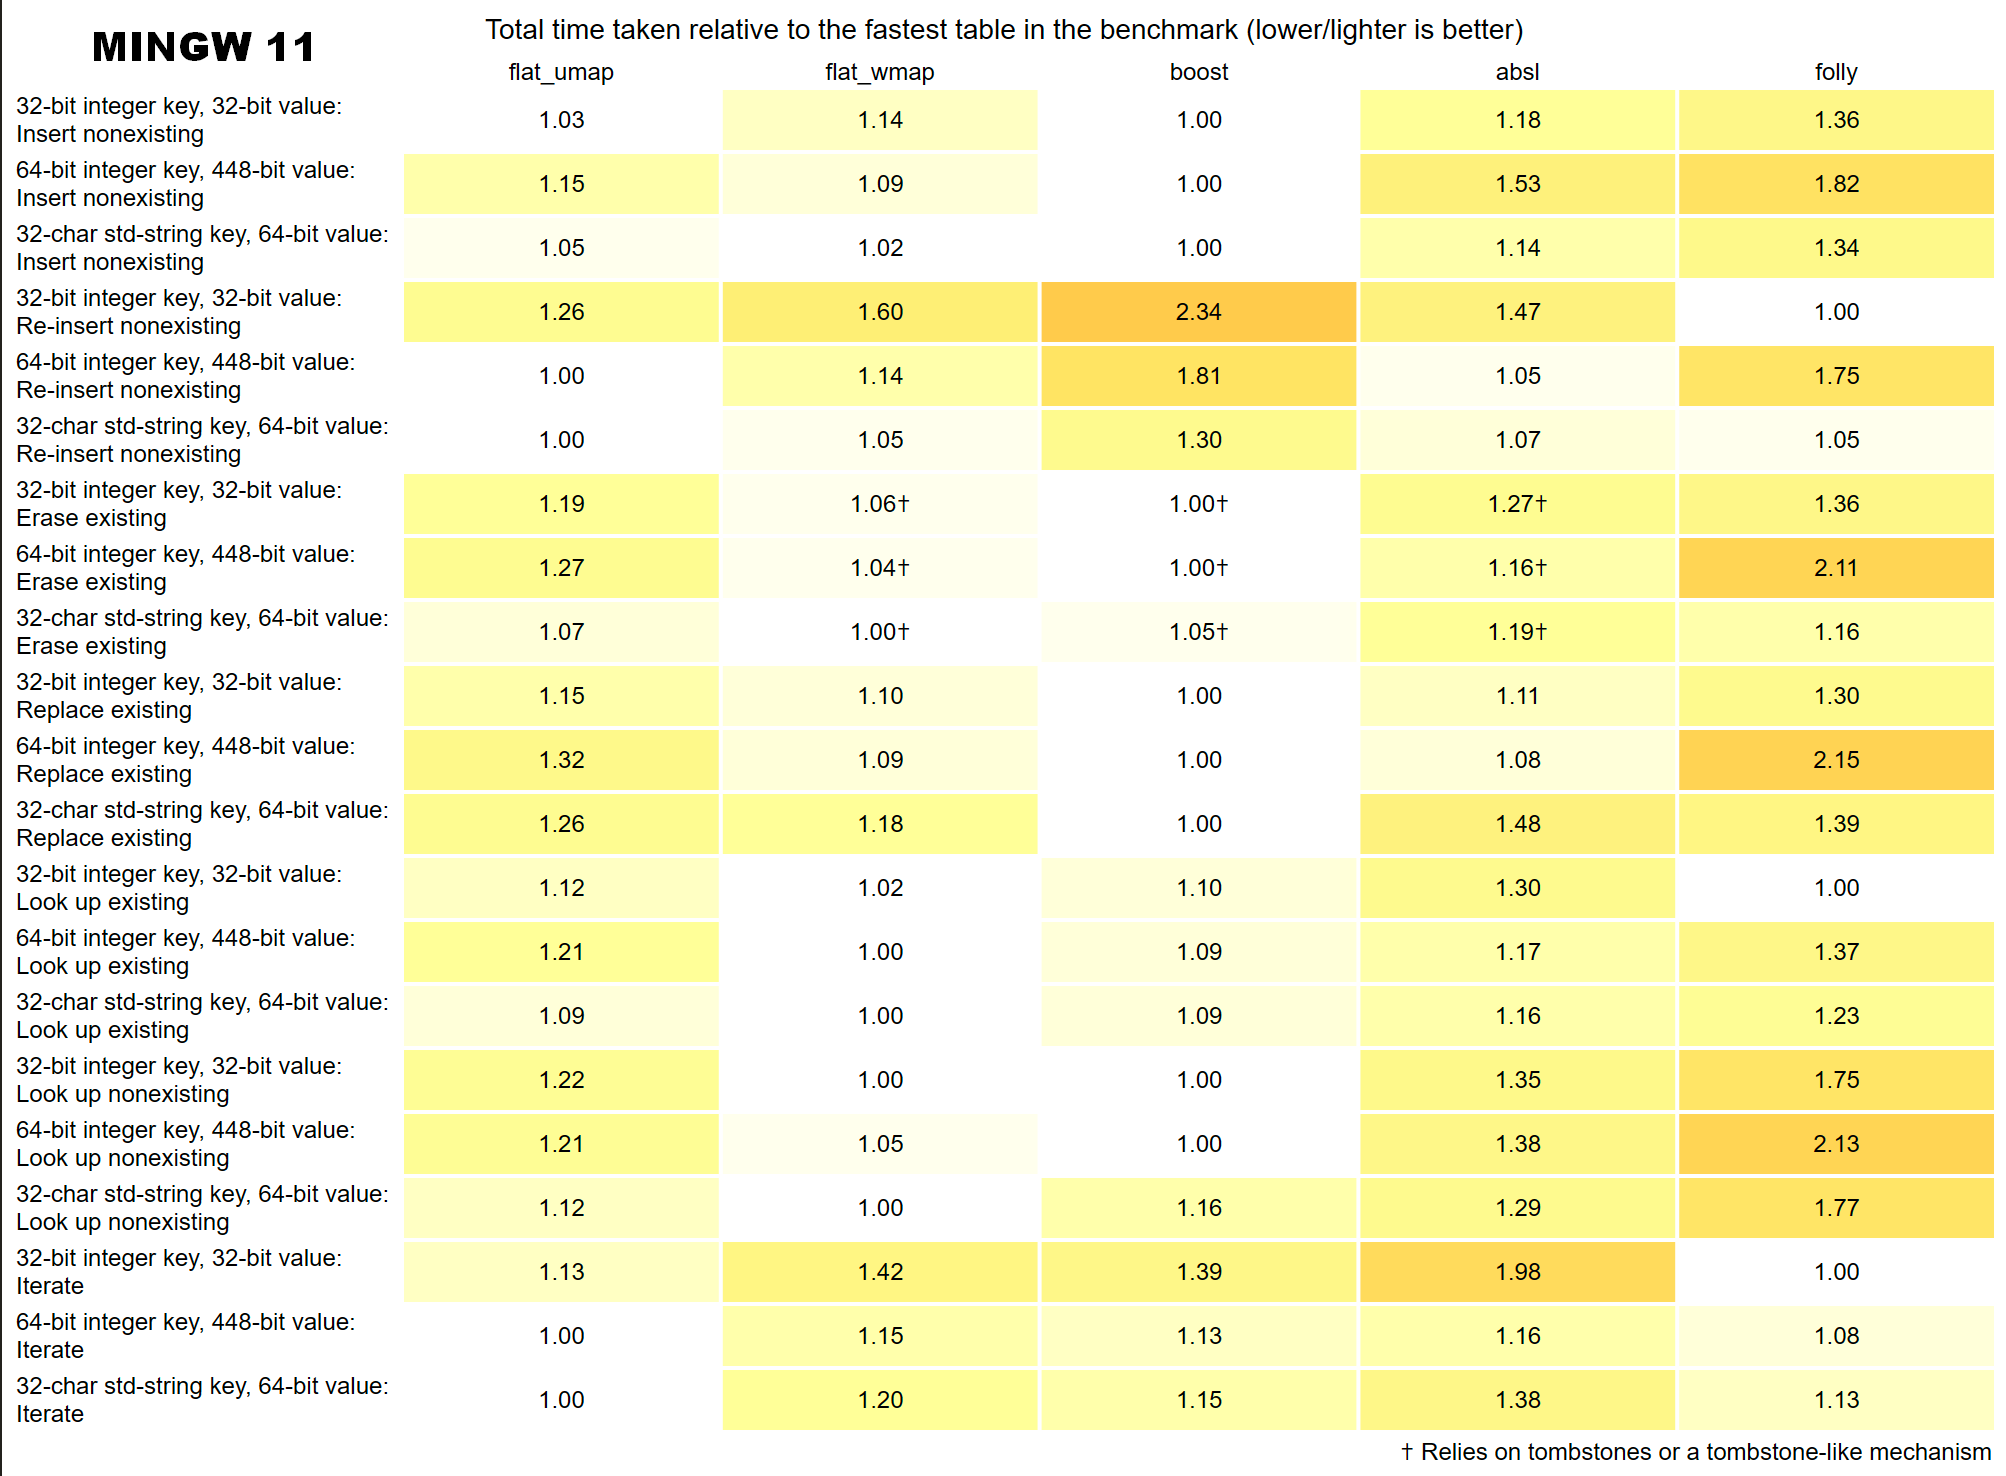 MINGW 11
Total time taken relative to the fastest table in the benchmark (lower/lighter is better)
flat_umap flat_wmap boost absl folly
32-bit integer key, 32-bit value:
Insert nonexisting
1.03 1.14 1.00 1.18 1.36
64-bit integer key, 448-bit value:
Insert nonexisting
1.15 1.09 1.00 1.53 1.82
32-char std-string key, 64-bit value:
Insert nonexisting
1.05 1.02 1.00 1.14 1.34
32-bit integer key, 32-bit value:
Re-insert nonexisting
1.26 1.60 2.34 1.47 1.00
64-bit integer key, 448-bit value:
Re-insert nonexisting
1.00 1.14 1.81 1.05 1.75
32-char std-string key, 64-bit value:
Re-insert nonexisting
1.00 1.05 1.30 1.07 1.05
32-bit integer key, 32-bit value:
Erase existing
1.19 1.06† 1.00† 1.27† 1.36
64-bit integer key, 448-bit value:
Erase existing
1.27 1.04† 1.00† 1.16† 2.11
32-char std-string key, 64-bit value:
Erase existing
1.07 1.00† 1.05† 1.19† 1.16
32-bit integer key, 32-bit value:
Replace existing
1.15 1.10 1.00 1.11 1.30
64-bit integer key, 448-bit value:
Replace existing
1.32 1.09 1.00 1.08 2.15
32-char std-string key, 64-bit value:
Replace existing
1.26 1.18 1.00 1.48 1.39
32-bit integer key, 32-bit value:
Look up existing
1.12 1.02 1.10 1.30 1.00
64-bit integer key, 448-bit value:
Look up existing
1.21 1.00 1.09 1.17 1.37
32-char std-string key, 64-bit value:
Look up existing
1.09 1.00 1.09 1.16 1.23
32-bit integer key, 32-bit value:
Look up nonexisting
1.22 1.00 1.00 1.35 1.75
64-bit integer key, 448-bit value:
Look up nonexisting
1.21 1.05 1.00 1.38 2.13
32-char std-string key, 64-bit value:
Look up nonexisting
1.12 1.00 1.16 1.29 1.77
32-bit integer key, 32-bit value:
Iterate
1.13 1.42 1.39 1.98 1.00
64-bit integer key, 448-bit value:
Iterate
1.00 1.15 1.13 1.16 1.08
32-char std-string key, 64-bit value:
Iterate
1.00 1.20 1.15 1.38 1.13
† Relies on tombstones or a tombstone-like mechanism